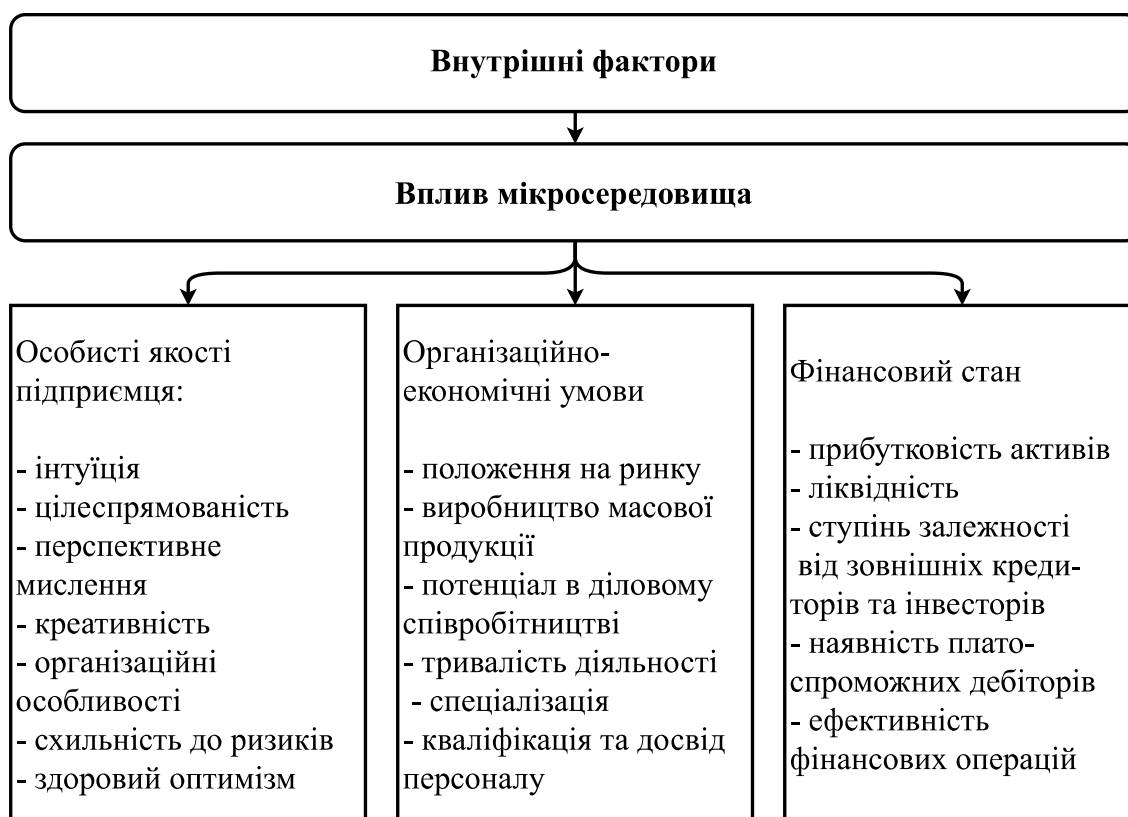 Внутрішні фактори
Вплив мікросередовища
Особисті якості
підприємця:
- інтуїція
- цілеспрямованість
- перспективне
мислення
- креативність
- організаційні
особливості
- схильність до ризиків
- здоровий оптимізм
Організаційно-
економічні умови
- положення на ринку
- виробництво масової
продукції
- потенціал в діловому
співробітництві
- тривалість діяльності
- спеціалізація
- кваліфікація та досвід
персоналу
Фінансовий стан
- прибутковість активів
- ліквідність
- ступінь залежності
від зовнішніх креди-
торів та інвесторів
- наявність плато-
спроможних дебіторів
- ефективність
фінансових операцій